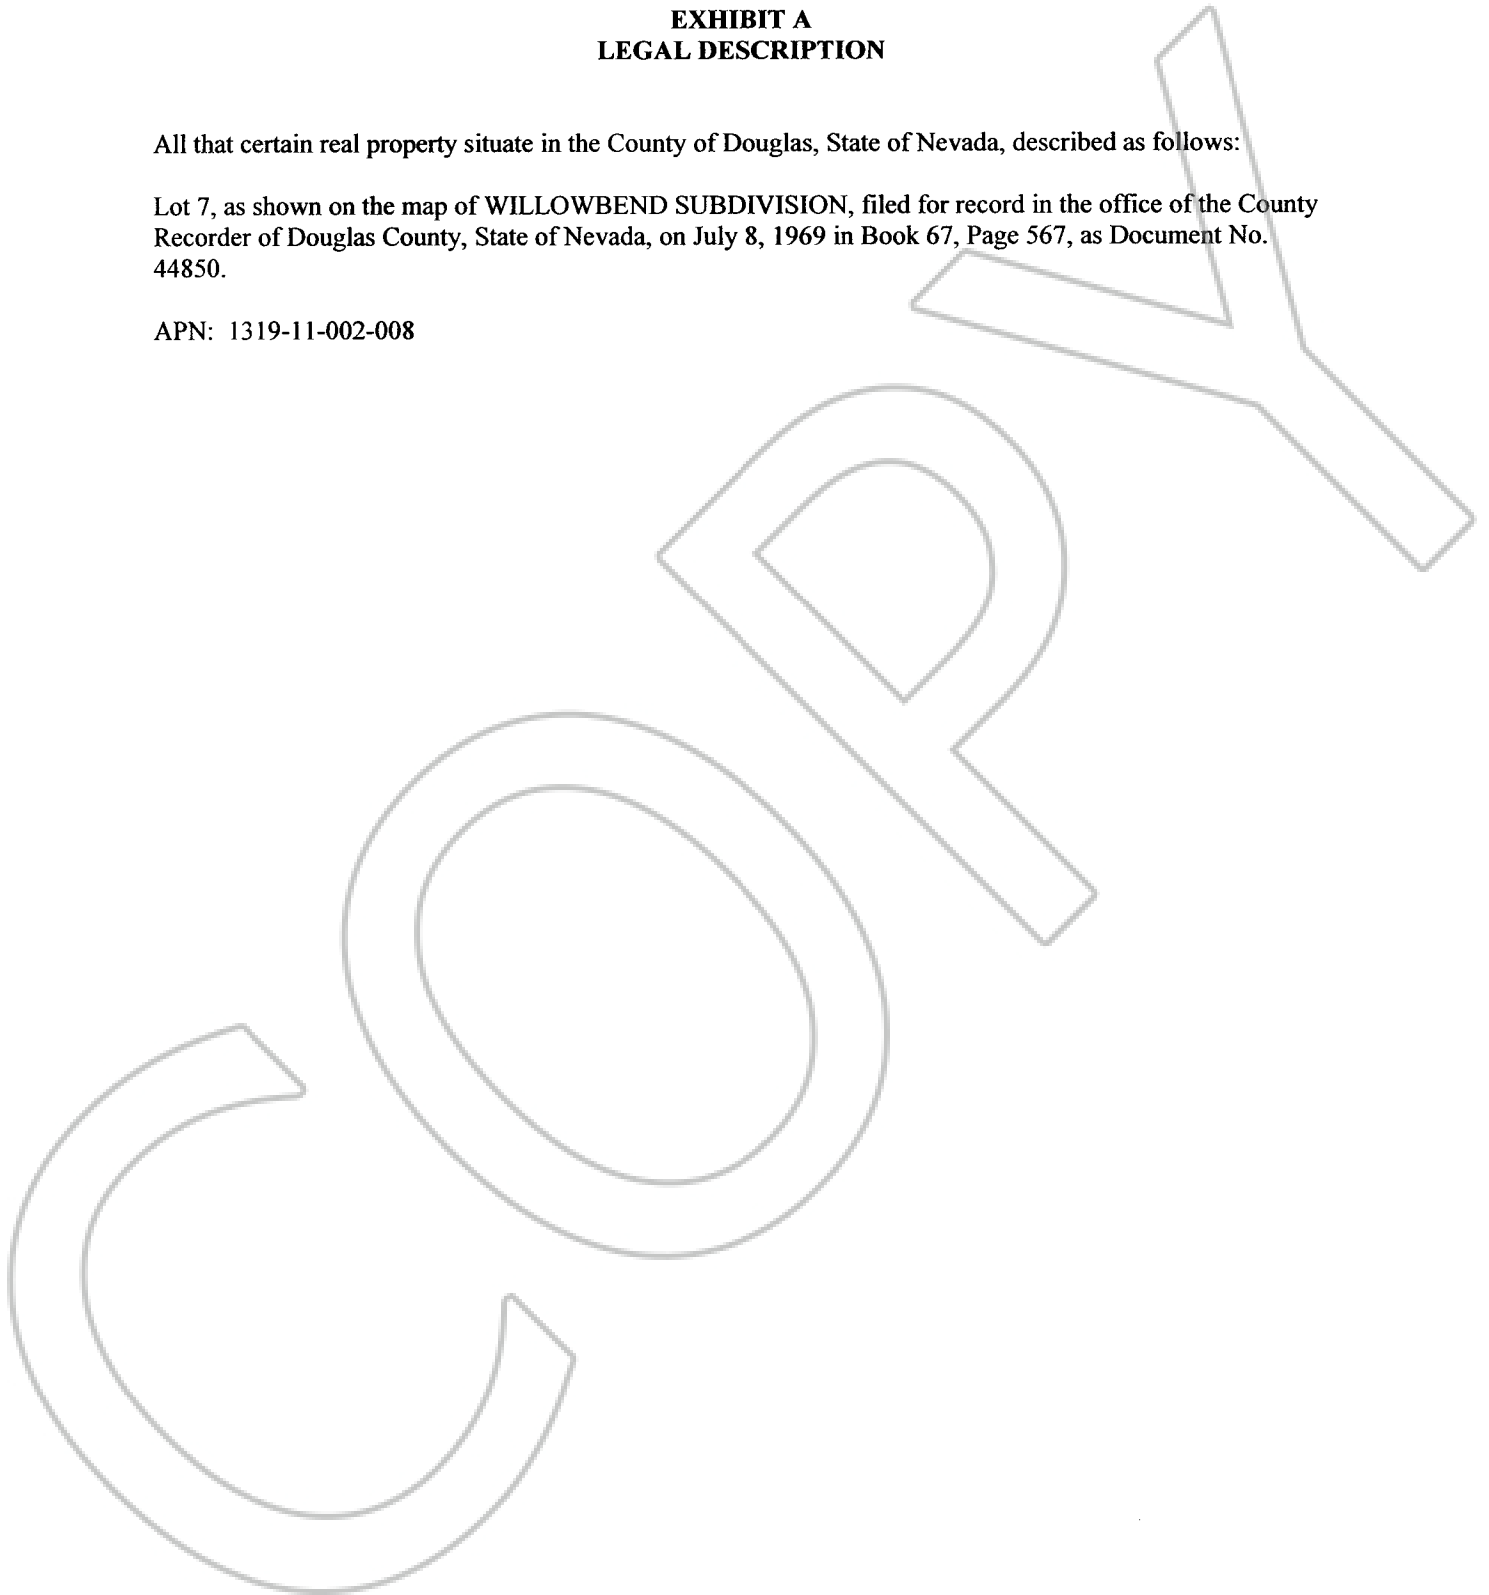 EXHIBIT A
LEGAL DESCRIPTION
All that certain real property situate in the County of Douglas, State of Nevada, described as follows:
Lot 7, as shown on the map of WILLOWBEND SUBDIVISION, filed for record in the office of the County
Recorder of Douglas County, State of Nevada, on July 8, 1969 in Book 67, Page 567, as Document No.
44850.
APN: 1319-11-002-008
COPY